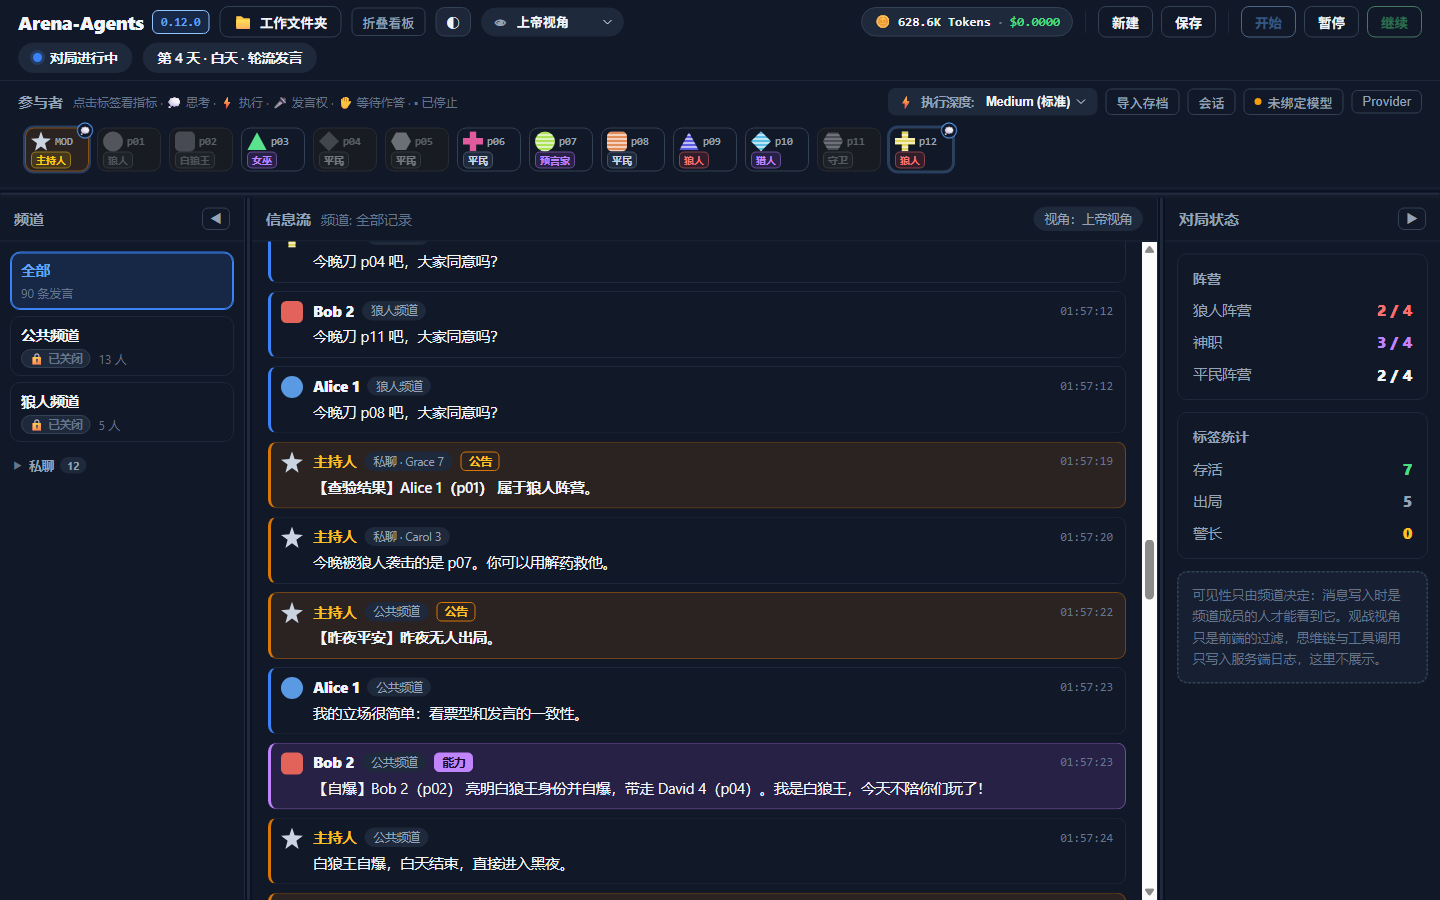 Arena-Agents 0.12.0 工作文件夹 折叠看板 上帝视角 628.6K Tokens · $0.0000 新建 保存 开始 暂停 继续
对局进行中 第 4 天 · 白天 · 轮流发言
参与者 点击标签看指标 · 思考 · 执行 · 发言权 · 等待作答 · 已停止 执行深度: Medium (标准) 导入存档 会话 未绑定模型 Provider
MOD p01 p02 p03 p04 p05 p06 p07 p08 p09 p10 p11 p12
主持人 狼人 白狼王 女巫 平民 平民 平民 预言家 平民 狼人 猎人 守卫 狼人
频道
全部
90 条发言
公共频道
已关闭 13 人
狼人频道
已关闭 5 人
私聊 12
信息流 频道: 全部记录 视角：上帝视角
今晚刀 p04 吧，大家同意吗？
Bob 2 狼人频道 01:57:12
今晚刀 p11 吧，大家同意吗？
Alice 1 狼人频道 01:57:12
今晚刀 p08 吧，大家同意吗？
主持人 私聊 · Grace 7 公告 01:57:19
【查验结果】Alice 1（p01） 属于狼人阵营。
主持人 私聊 · Carol 3 01:57:20
今晚被狼人袭击的是 p07。你可以用解药救他。
主持人 公共频道 公告 01:57:22
【昨夜平安】昨夜无人出局。
Alice 1 公共频道 01:57:23
我的立场很简单：看票型和发言的一致性。
Bob 2 公共频道 能力 01:57:23
【自爆】Bob 2（p02） 亮明白狼王身份并自爆，带走 David 4（p04）。我是白狼王，今天不陪你们玩了！
主持人 公共频道 01:57:24
白狼王自爆，白天结束，直接进入黑夜。
对局状态
阵营
狼人阵营 2 / 4
神职 3 / 4
平民阵营 2 / 4
标签统计
存活 7
出局 5
警长 0
可见性只由频道决定：消息写入时是
频道成员的人才能看到它。观战视角
只是前端的过滤，思维链与工具调用
只写入服务端日志，这里不展示。